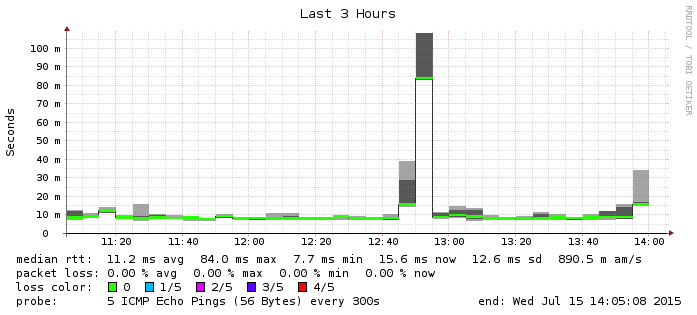 Last 3 Hours
RRDTOOL / TOBI OETIKER
Seconds
100 m
90 m
80 m
70 m
60 m
50 m
40 m
30 m
20 m
10 m
0
11:20 11:40 12:00 12:20 12:40 13:00 13:20 13:40 14:00
median rtt: 11.2 ms avg 84.0 ms max 7.7 ms min 15.6 ms now 12.6 ms sd 890.5 m am/s
packet loss: 0.00 % avg 0.00 % max 0.00 % min 0.00 % now
loss color: 0 1/5 2/5 3/5 4/5
probe: 5 ICMP Echo Pings (56 Bytes) every 300s end: Wed Jul 15 14:05:08 2015